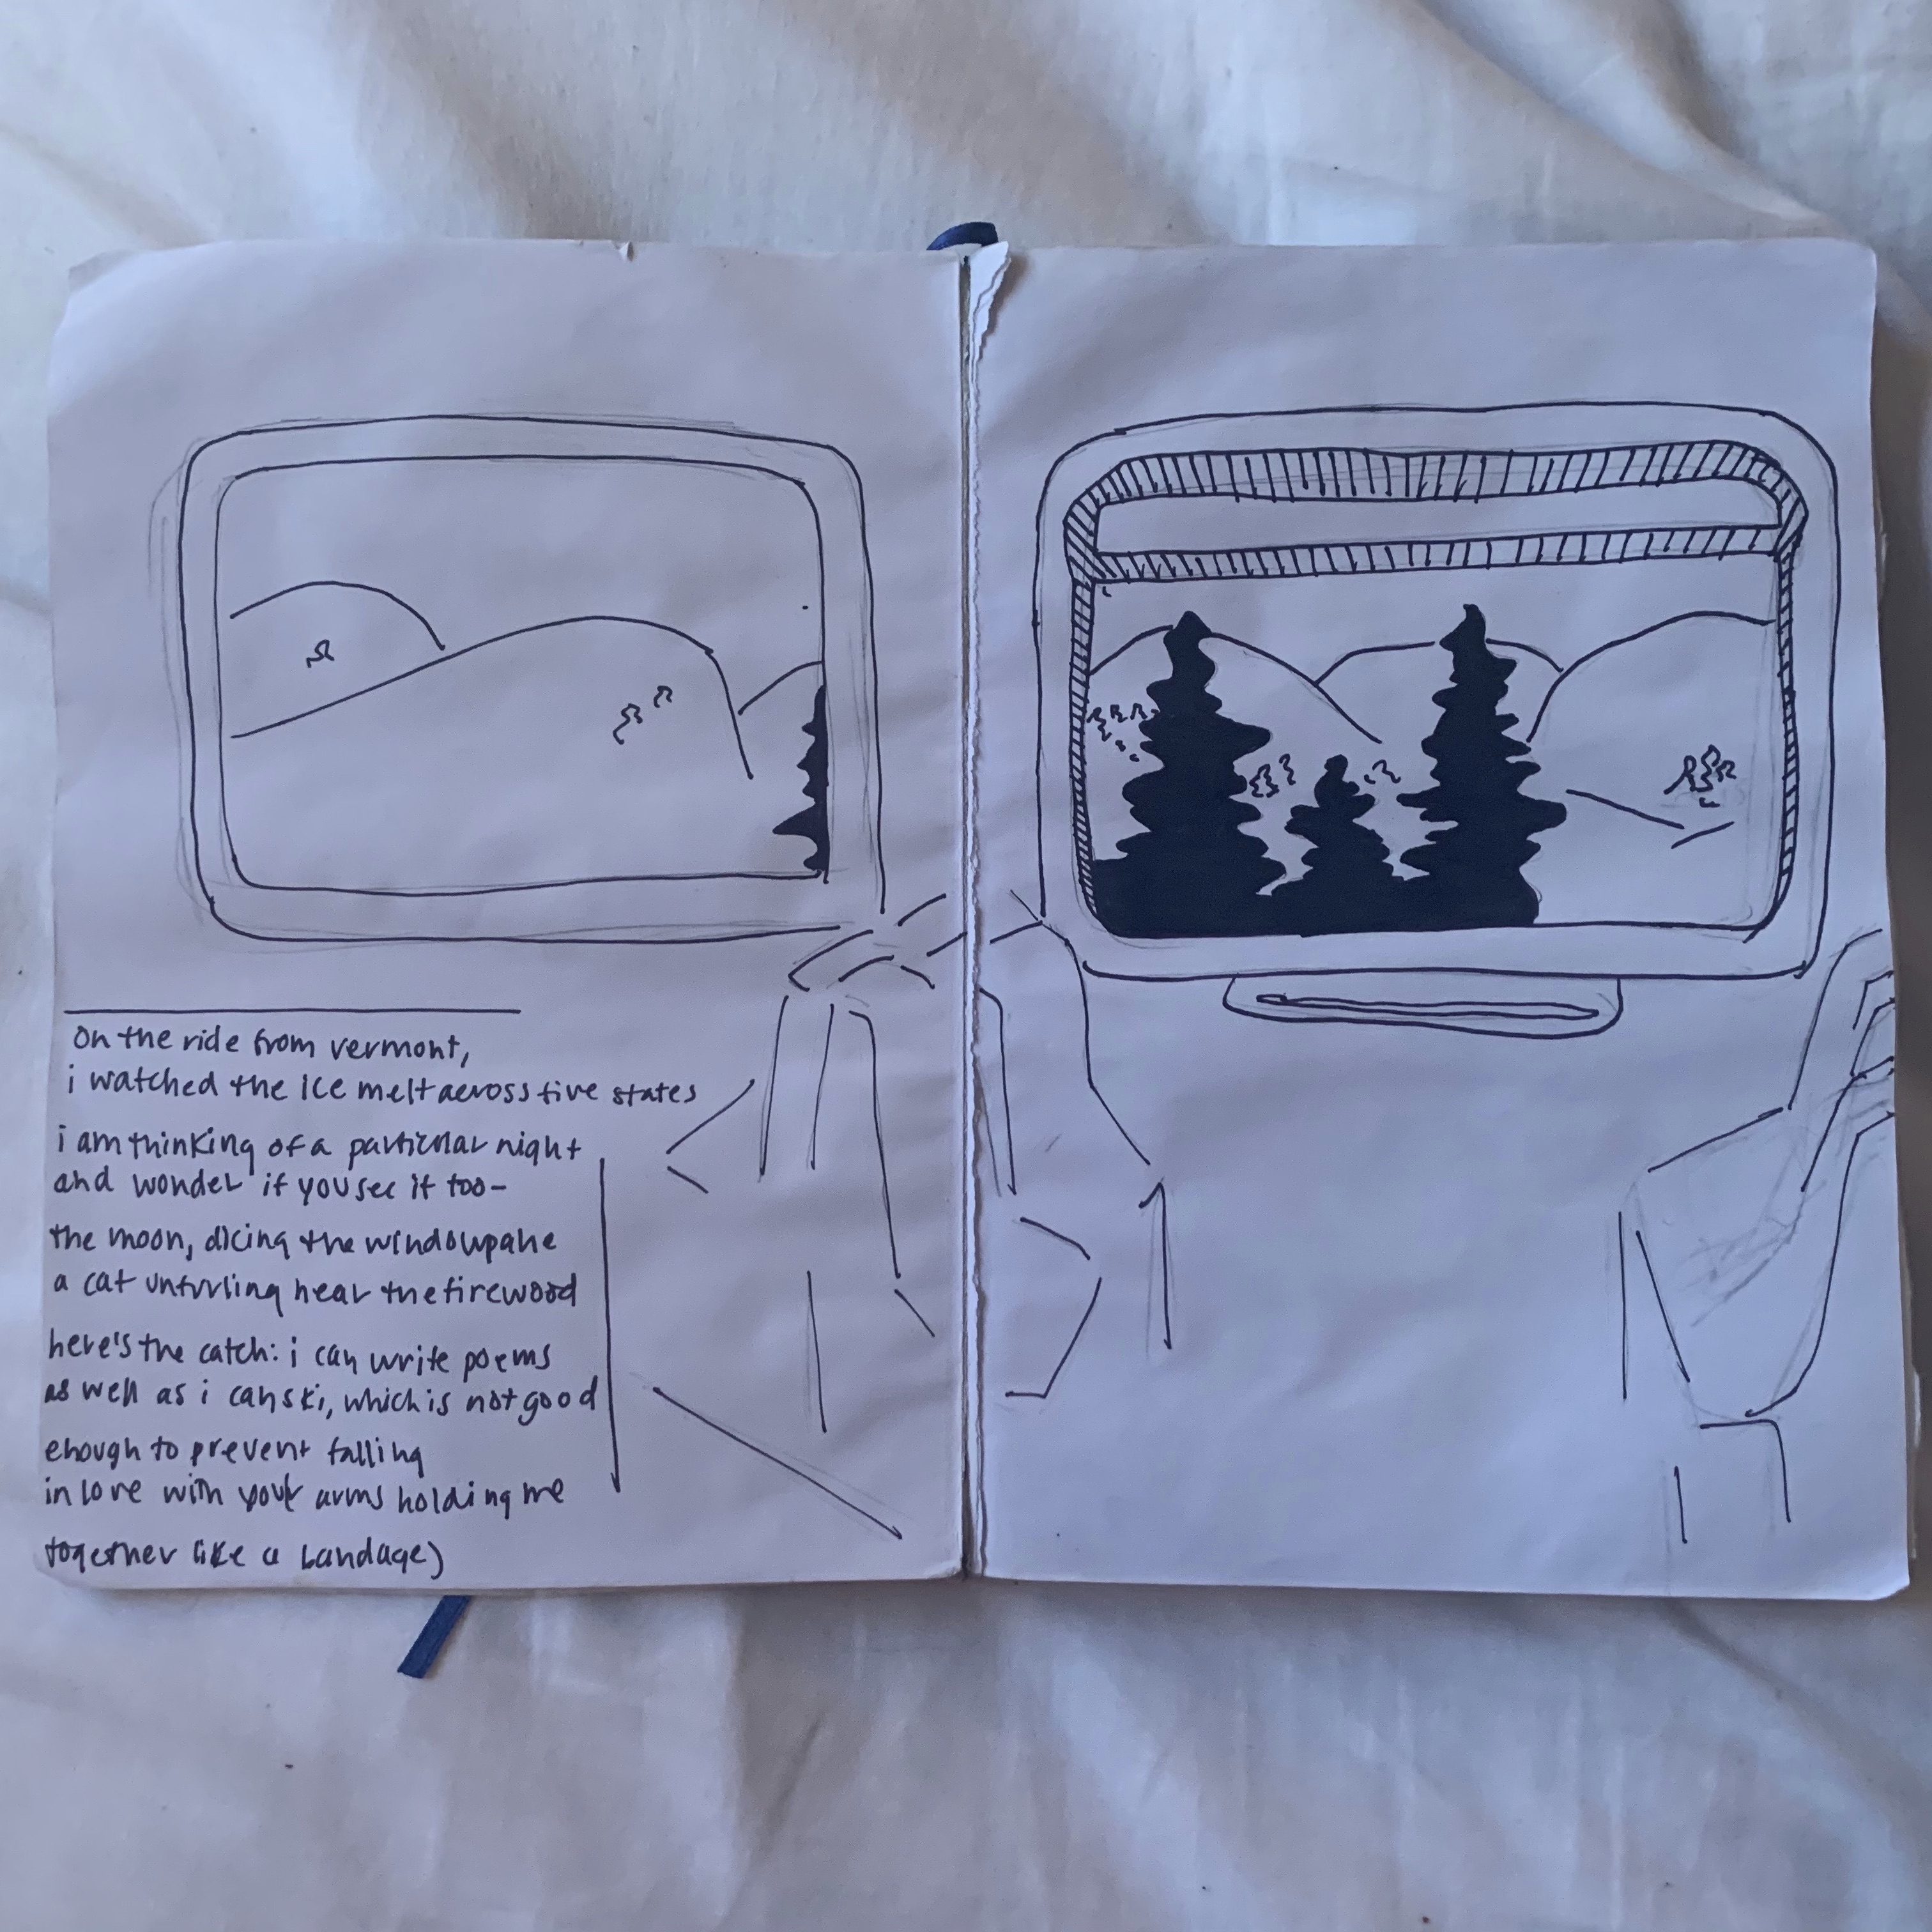 on the ride from vermont,
i watched the ice melt across five states
i am thinking of a particular night
and wonder if you see it too-
the moon, dicing the windowpane
a cat unfurling near the firewood
here's the catch: i can write poems
as well as i can ski, which is not good
enough to prevent falling
in love with your arms holding me
together like a bandage)